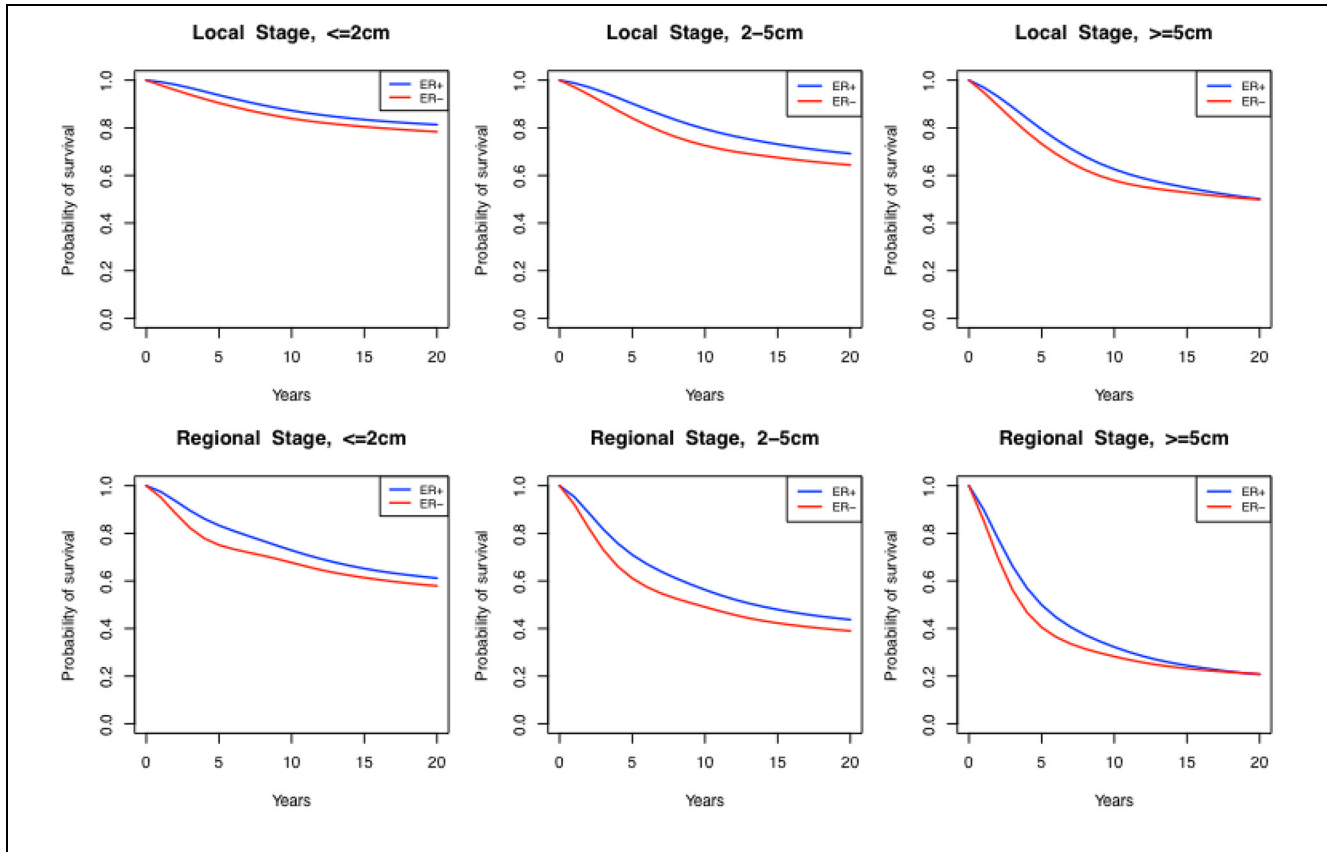 Local Stage, <=2cm
Probability of survival
1.0
0.8
0.6
0.4
0.2
0.0
ER+
ER−
0 5 10 15 20
Years
Local Stage, 2−5cm
Probability of survival
1.0
0.8
0.6
0.4
0.2
0.0
ER+
ER−
0 5 10 15 20
Years
Local Stage, >=5cm
Probability of survival
1.0
0.8
0.6
0.4
0.2
0.0
ER+
ER−
0 5 10 15 20
Years
Regional Stage, <=2cm
Probability of survival
1.0
0.8
0.6
0.4
0.2
0.0
ER+
ER−
0 5 10 15 20
Years
Regional Stage, 2−5cm
Probability of survival
1.0
0.8
0.6
0.4
0.2
0.0
ER+
ER−
0 5 10 15 20
Years
Regional Stage, >=5cm
Probability of survival
1.0
0.8
0.6
0.4
0.2
0.0
ER+
ER−
0 5 10 15 20
Years